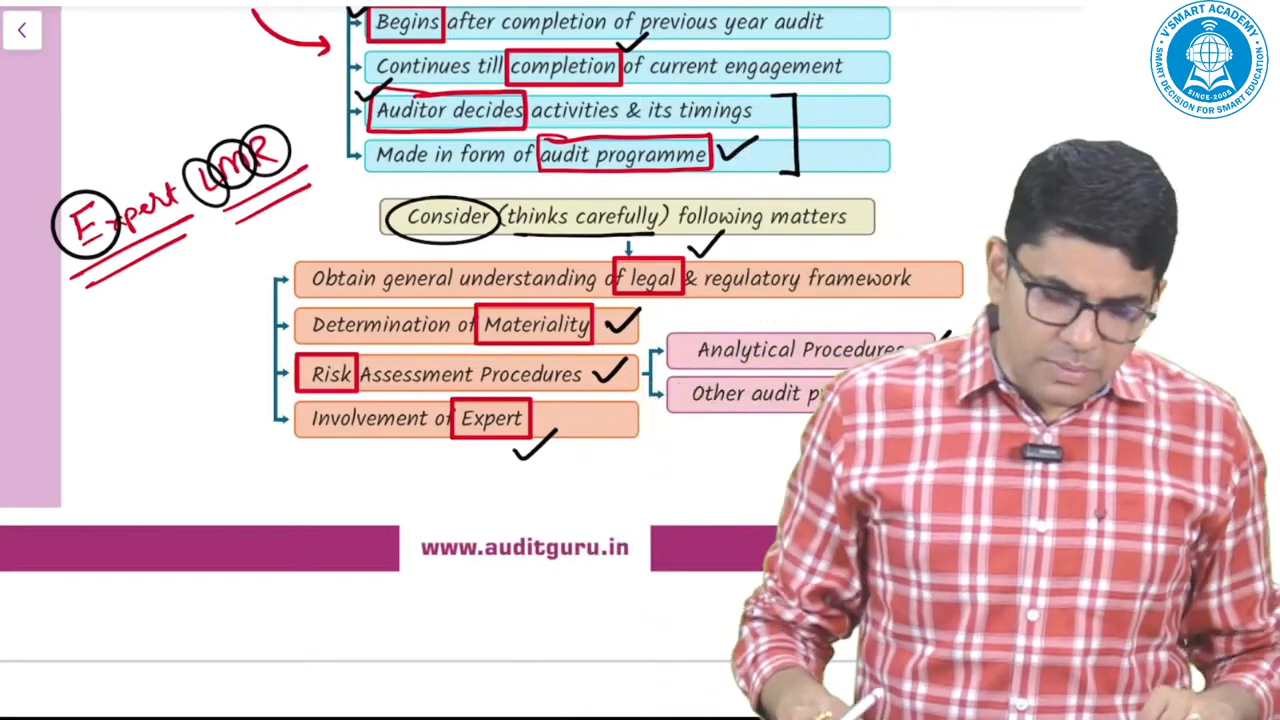 Begins after completion of previous year audit
Continues till completion of current engagement
Auditor decides activities & its timings
Made in form of audit programme
Expert LMR
Consider (thinks carefully) following matters
Obtain general understanding of legal & regulatory framework
Determination of Materiality
Risk Assessment Procedures
Analytical Procedures
Other audit
Involvement of Expert
www.auditguru.in
V'SMART ACADEMY
SMART DECISION FOR SMART EDUCATION
SINCE-2005